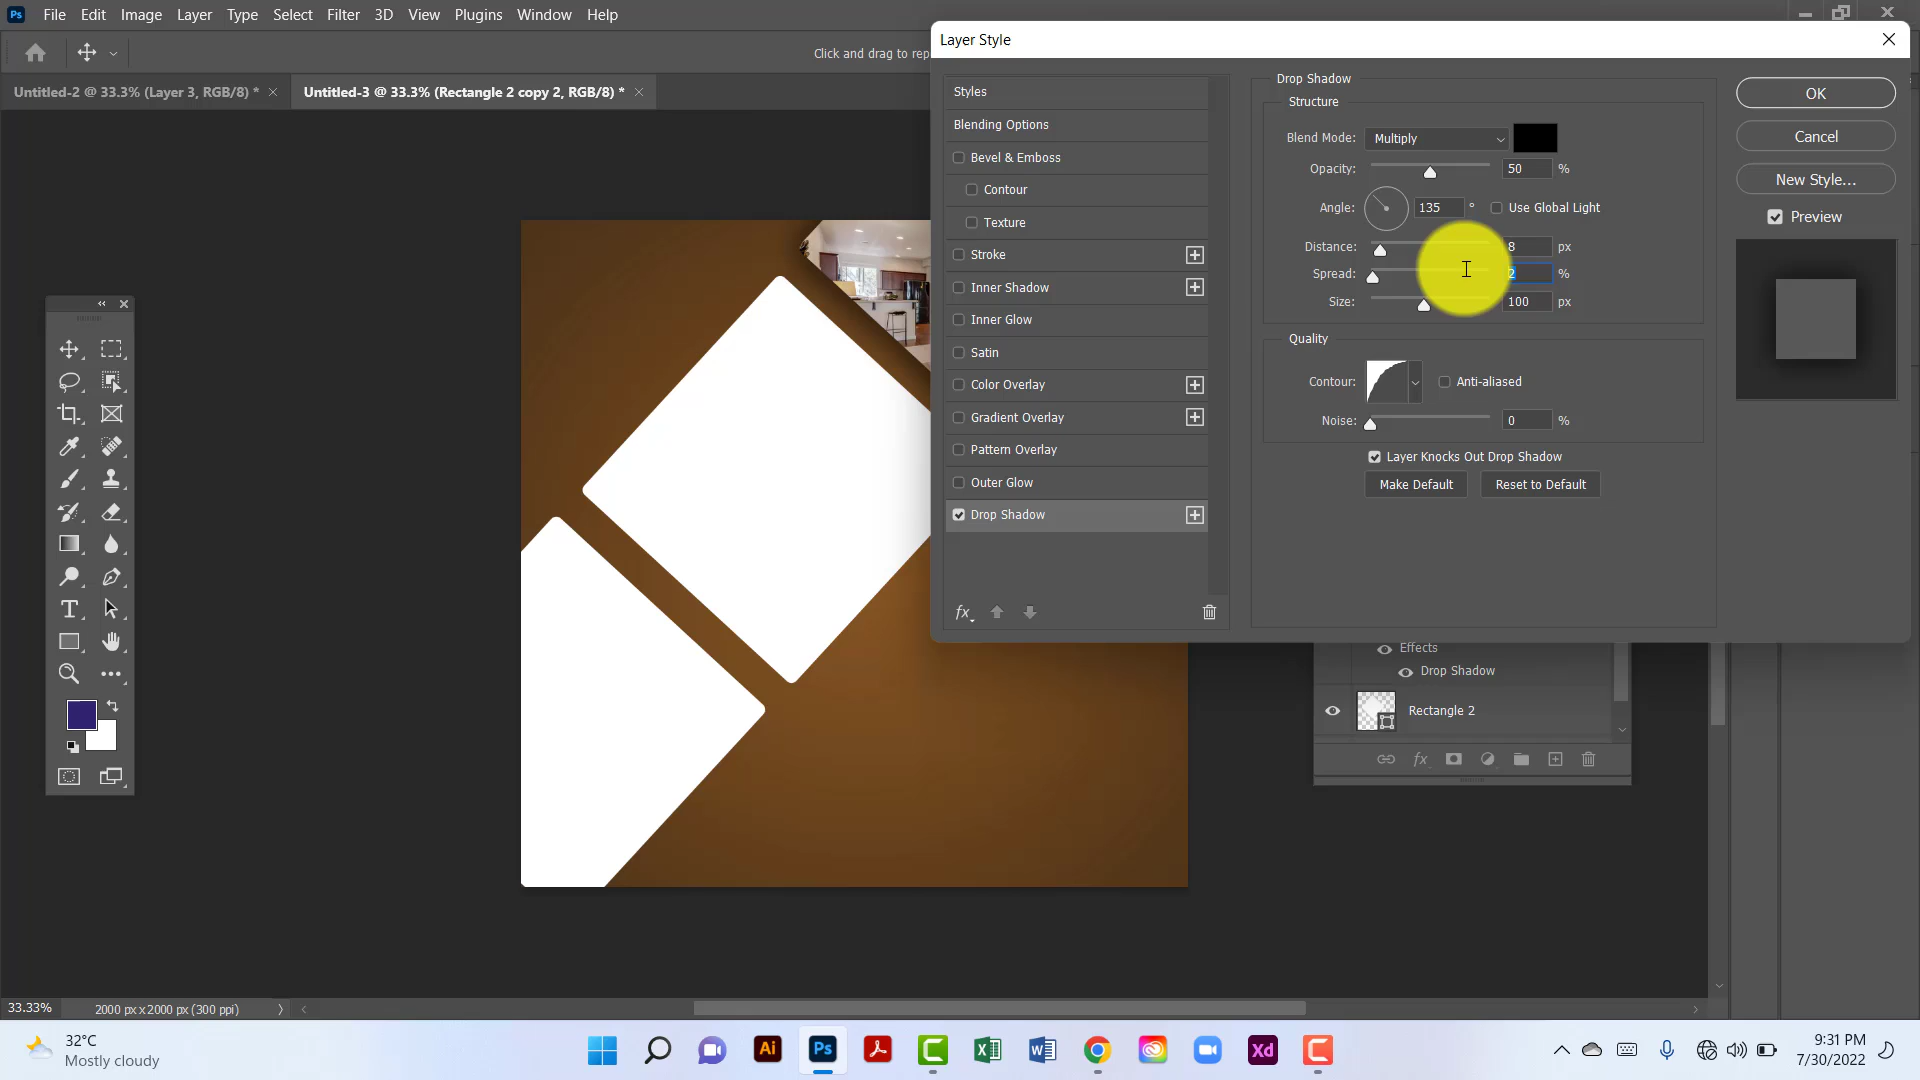 Ps File Edit Image Layer Type Select Filter 3D View Plugins Window Help
Click and drag to rep
Layer Style
Untitled-2 @ 33.3% (Layer 3, RGB/8) *
Untitled-3 @ 33.3% (Rectangle 2 copy 2, RGB/8) *
Styles
Blending Options
Bevel & Emboss
Contour
Texture
Stroke
Inner Shadow
Inner Glow
Satin
Color Overlay
Gradient Overlay
Pattern Overlay
Outer Glow
Drop Shadow
fx
Drop Shadow
Structure
Blend Mode: Multiply
Opacity: 50 %
Angle: 135 ° Use Global Light
Distance: 8 px
Spread: 2 %
Size: 100 px
Quality
Contour: Anti-aliased
Noise: 0 %
Layer Knocks Out Drop Shadow
Make Default Reset to Default
OK
Cancel
New Style...
Preview
Effects
Drop Shadow
Rectangle 2
fx
33.33% 2000 px x 2000 px (300 ppi)
32°C
Mostly cloudy
Ai Ps Xd
9:31 PM
7/30/2022